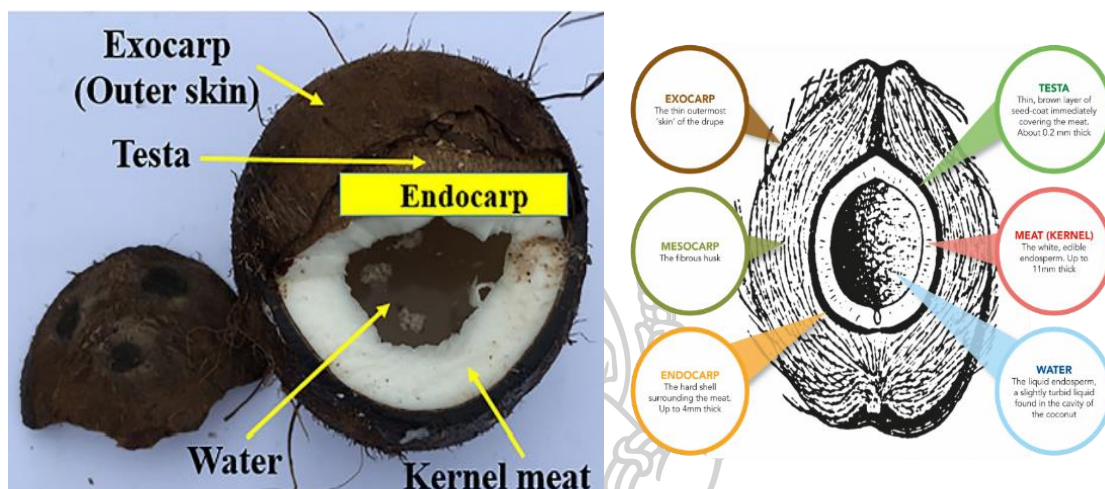 Exocarp
(Outer skin)
Testa
Endocarp
Water
Kernel meat
EXOCARP
The thin outermost
'skin' of the drupe
MESOCARP
The fibrous husk
ENDOCARP
The hard shell
surrounding the meat.
Up to 4mm thick
TESTA
Thin, brown layer of
seed-coat immediately
covering the meat.
About 0.2 mm thick
MEAT (KERNEL)
The white, edible
endosperm. Up to
11mm thick
WATER
The liquid endosperm,
a slightly turbid liquid
found in the cavity of
the coconut